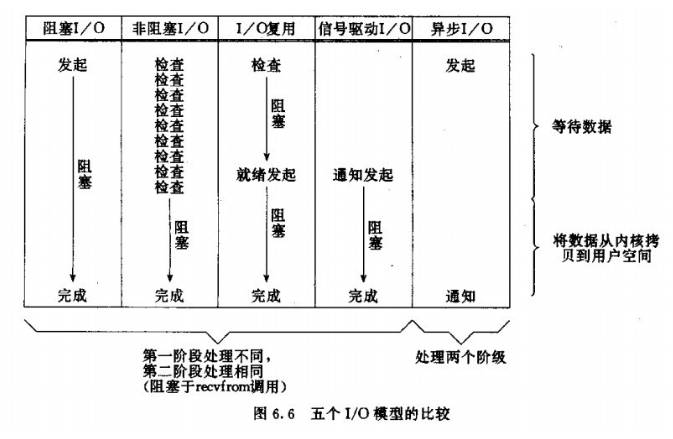 阻塞I/O 非阻塞I/O I/O复用 信号驱动I/O 异步I/O
发起 检查 检查 发起
检查
检查
检查
检查
检查
检查
检查
检查
阻塞
阻塞
等待数据
就绪发起 通知发起
阻塞 阻塞 阻塞
将数据从内核拷
贝到用户空间
完成 完成 完成 完成 通知
第一阶段处理不同，
第二阶段处理相同
（阻塞于recvfrom调用）
处理两个阶级
图 6.6 五个 I/O 模型的比较